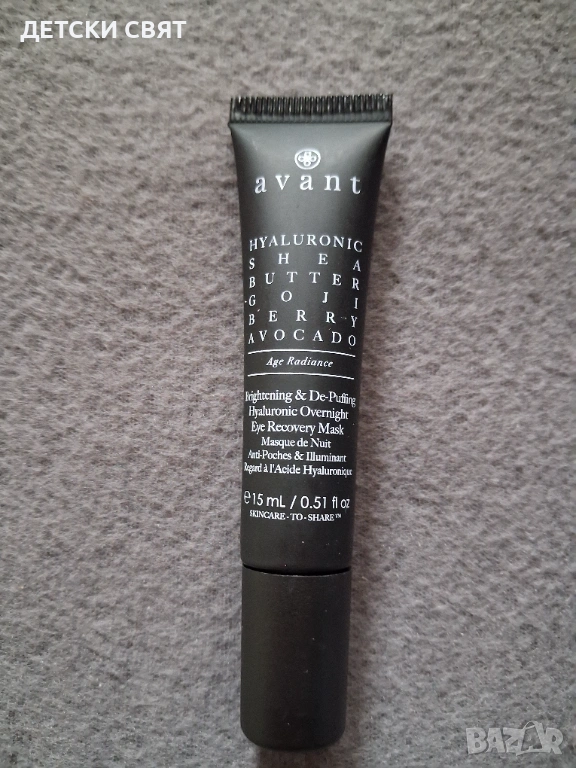 ДЕТСКИ СВЯТ
avant
HYALURONIC
SHEA
BUTTER
GOJI
BERRY
AVOCADO
Age Radiance
Brightening & De-Puffing
Hyaluronic Overnight
Eye Recovery Mask
Masque de Nuit
Anti-Poches & Illuminant
Regard à l'Acide Hyaluronique
℮ 15 mL / 0.51 fl oz
SKINCARE-TO-SHARE™
BAZAR